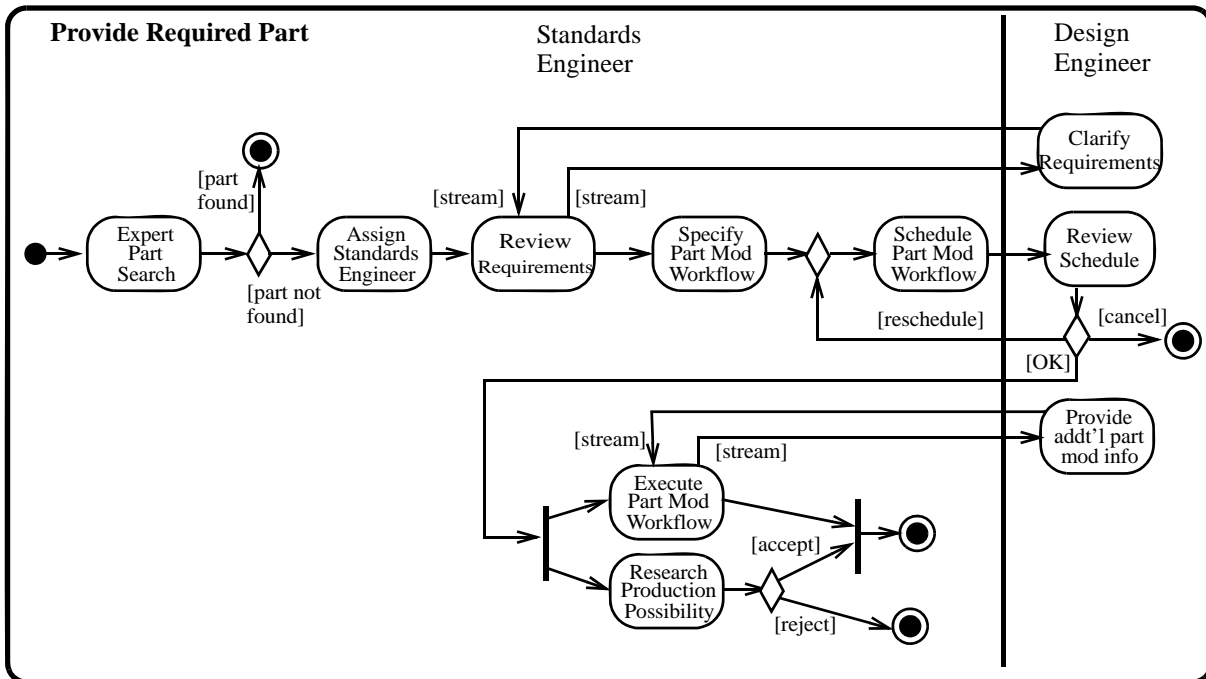 Provide Required Part
Standards
Engineer
Design
Engineer
Clarify
Requirements
[part
found]
[stream]
[stream]
Expert
Part
Search
Assign
Standards
Engineer
Review
Requirements
Specify
Part Mod
Workflow
Schedule
Part Mod
Workflow
Review
Schedule
[part not
found]
[reschedule]
[cancel]
[OK]
[stream]
[stream]
Provide
addt'l part
mod info
Execute
Part Mod
Workflow
[accept]
Research
Production
Possibility
[reject]